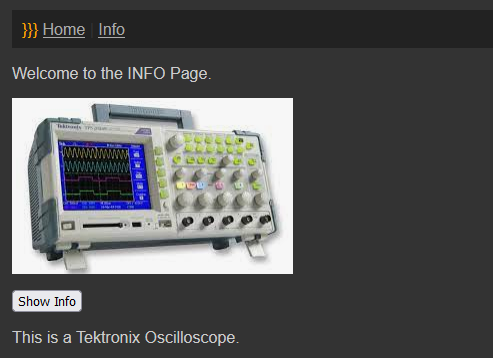 }}} Home | Info
Welcome to the INFO Page.
Tektronix
Show Info
This is a Tektronix Oscilloscope.